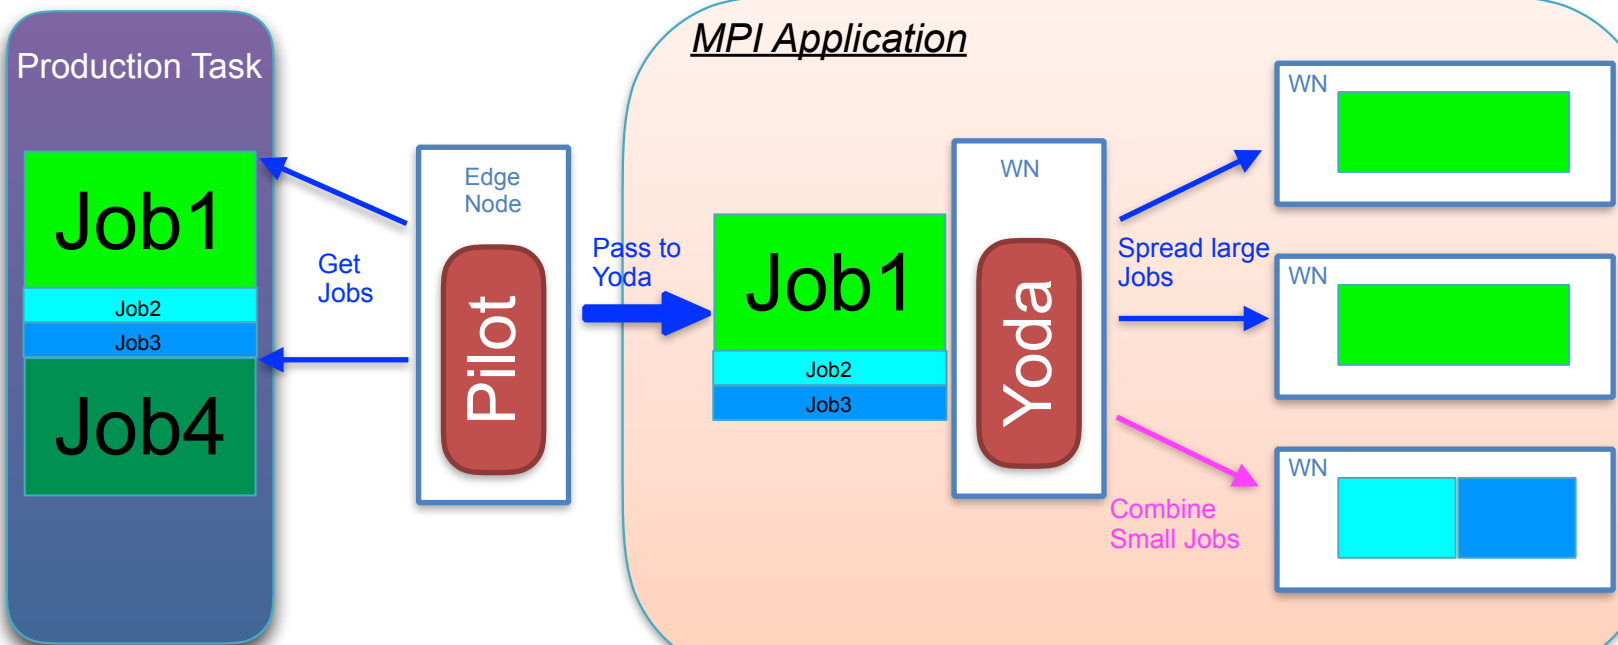 Production Task
Job1
Job2
Job3
Job4
Get
Jobs
Edge
Node
Pilot
Pass to
Yoda
MPI Application
Job1
Job2
Job3
WN
Yoda
Spread large
Jobs
Combine
Small Jobs
WN
WN
WN